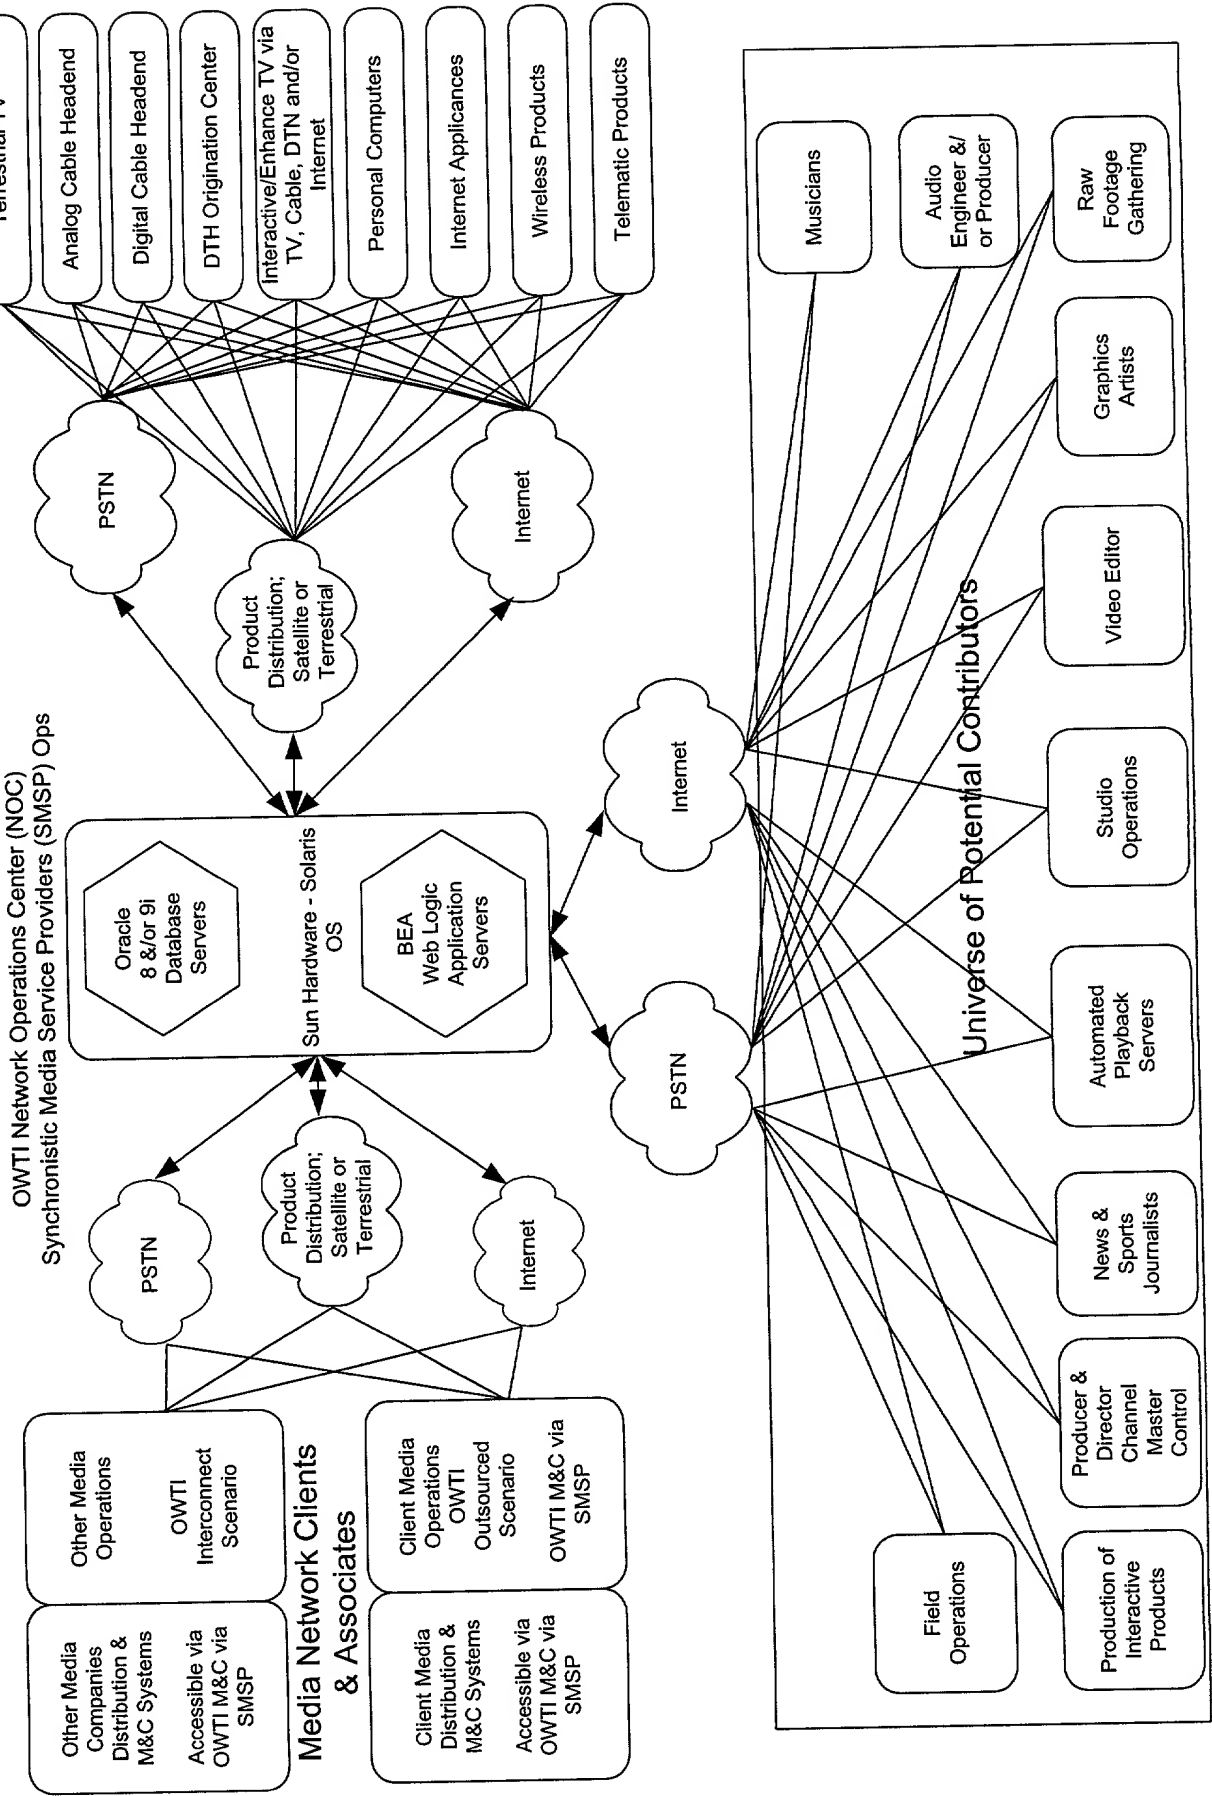 OWTI Network Operations Center (NOC)
Synchronistic Media Service Providers (SMSP) Ops
Other Media
Companies
Distribution &
M&C Systems
Accessible via
OWTI M&C via
SMSP
Other Media
Operations
OWTI
Interconnect
Scenario
Media Network Clients
& Associates
Client Media
Distribution &
M&C Systems
Accessible via
OWTI M&C via
SMSP
Client Media
Operations
OWTI
Outsourced
Scenario
OWTI M&C via
SMSP
PSTN
Product
Distribution;
Satellite or
Terrestrial
Internet
Oracle
8 &/or 9i
Database
Servers
Sun Hardware - Solaris
OS
BEA
Web Logic
Application
Servers
PSTN
Product
Distribution;
Satellite or
Terrestrial
Internet
Analog Cable Headend
Digital Cable Headend
DTH Origination Center
Interactive/Enhance TV via
TV, Cable, DTN and/or
Internet
Personal Computers
Internet Applicances
Wireless Products
Telematic Products
PSTN
Internet
Universe of Potential Contributors
Field
Operations
Production of
Interactive
Products
Producer &
Director
Channel
Master
Control
News &
Sports
Journalists
Automated
Playback
Servers
Studio
Operations
Video Editor
Graphics
Artists
Raw
Footage
Gathering
Audio
Engineer &/
or Producer
Musicians